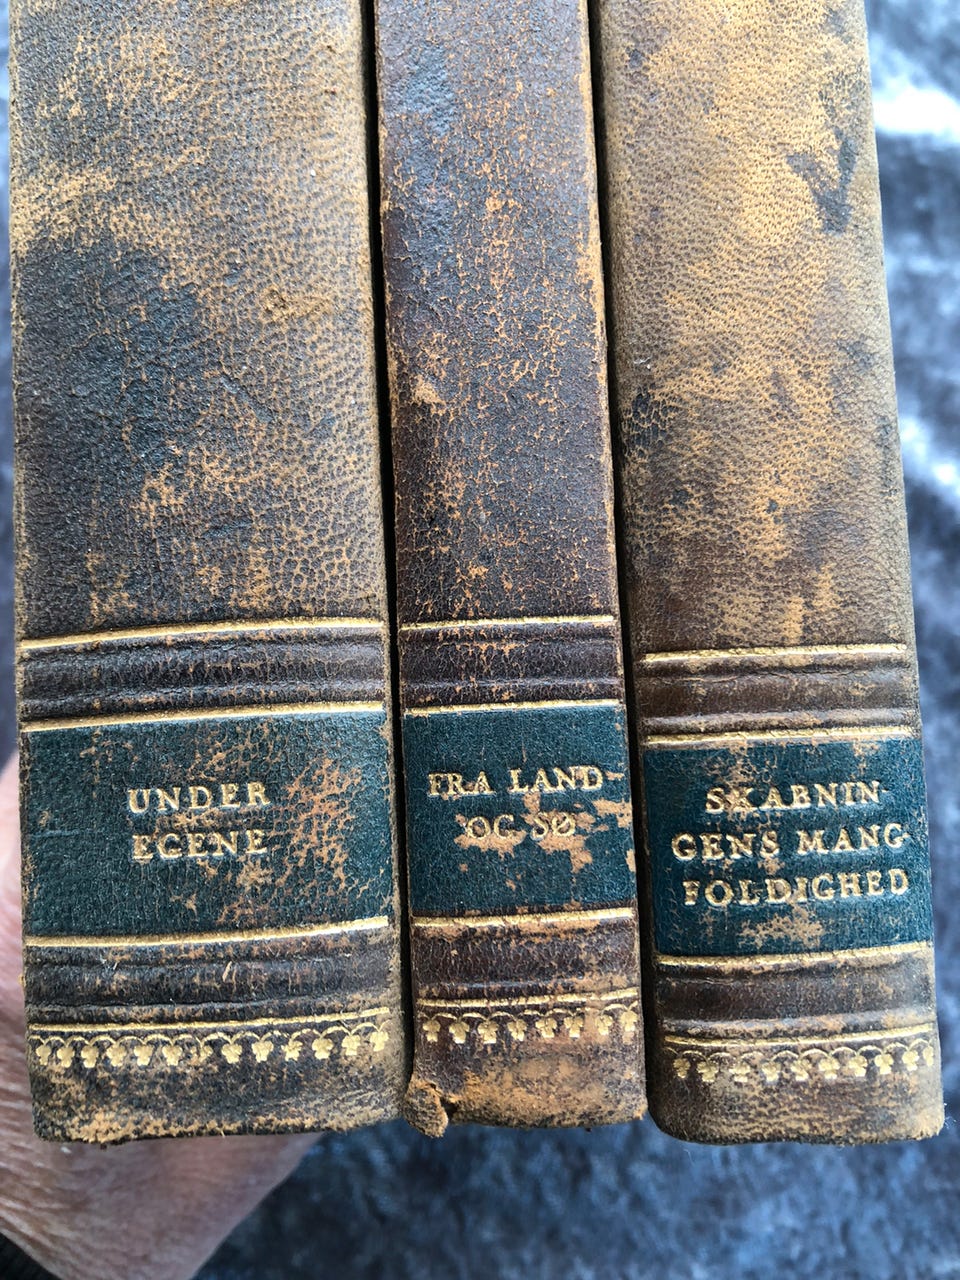 UNDER
EGENE
FRA LAND
OG SØ
SKABNIN-
GENS MANG-
FOLDIGHED